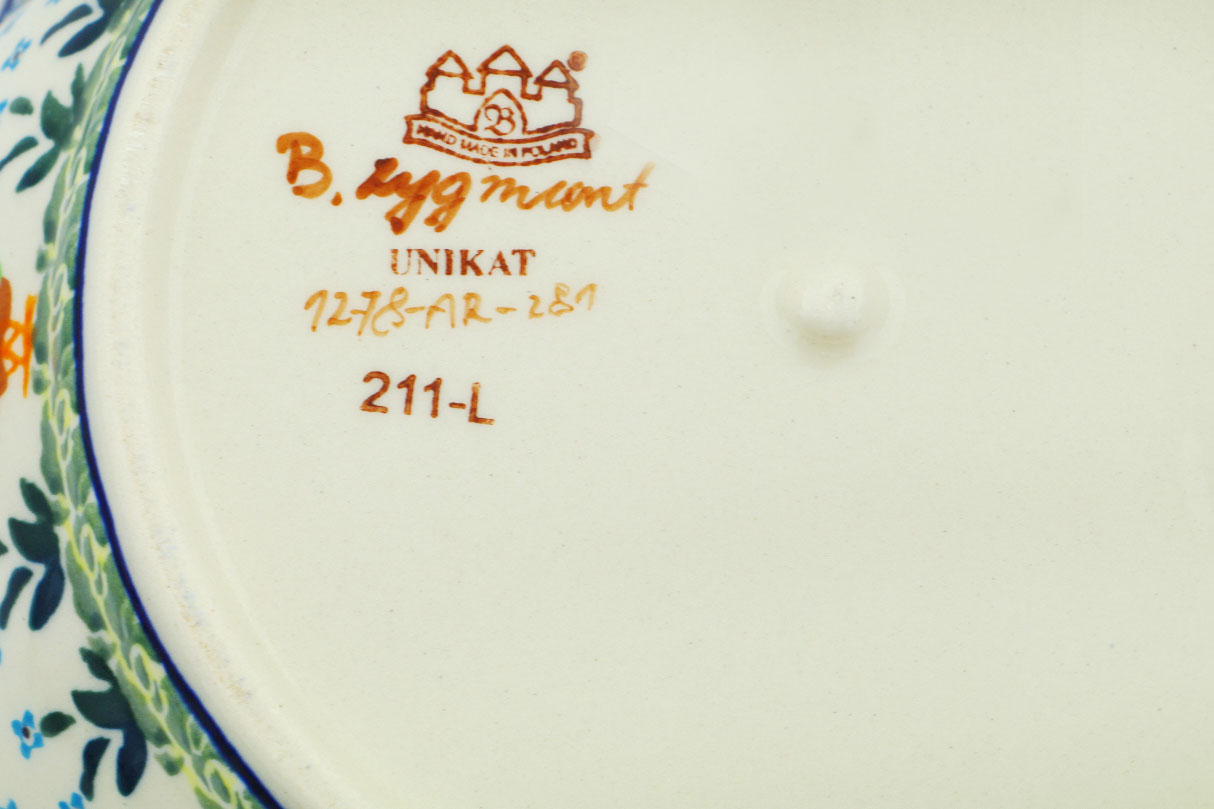 B
HAND MADE IN POLAND
B. Zygmunt
UNIKAT
1278-AR-281
211-L